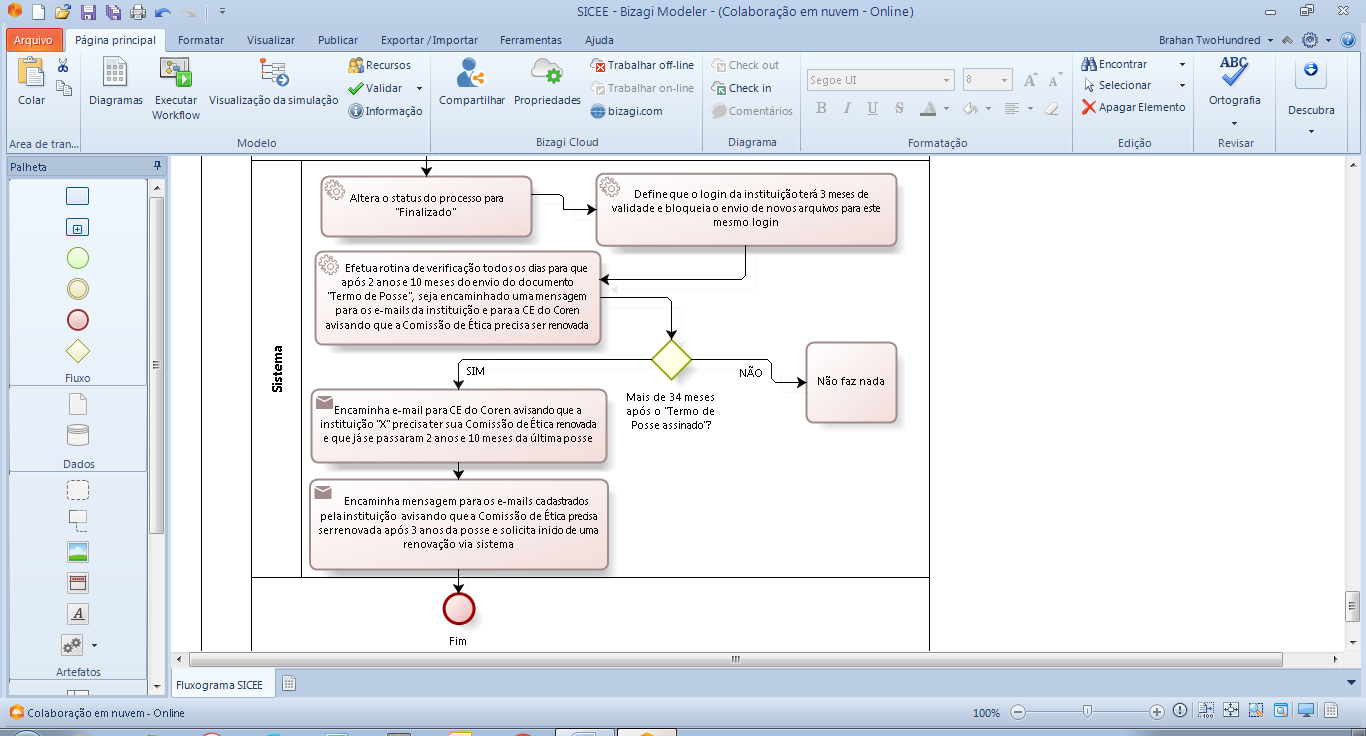 SICEE - Bizagi Modeler - (Colaboração em nuvem - Online)
Arquivo
Página principal
Formatar
Visualizar
Publicar
Exportar / Importar
Ferramentas
Ajuda
Brahan TwoHundred
Colar
Area de tran...
Diagramas
Executar
Workflow
Visualização da simulação
Recursos
Validar
Informação
Modelo
Compartilhar
Propriedades
Trabalhar off-line
Trabalhar on-line
bizagi.com
Bizagi Cloud
Check out
Check in
Comentários
Diagrama
Segoe UI
8
B I U S A
Formatação
Encontrar
Selecionar
Apagar Elemento
Edição
ABC
Ortografia
Revisar
Descubra
Palheta
Fluxo
Dados
A
Artefatos
Sistema
Altera o status do processo para
"Finalizado"
Define que o login da instituição terá 3 meses de
validade e bloqueia o envio de novos arquivos para este
mesmo login
Efetua rotina de verificação todos os dias para que
após 2 anos e 10 meses do envio do documento
"Termo de Posse", seja encaminhado uma mensagem
para os e-mails da instituição e para a CE do Coren
avisando que a Comissão de Ética precisa ser renovada
SIM
NÃO
Não faz nada
Mais de 34 meses
após o "Termo de
Posse assinado"?
Encaminha e-mail para CE do Coren avisando que a
instituição "X" precisa ter sua Comissão de Ética renovada
e que já se passaram 2 anos e 10 meses da última posse
Encaminha mensagem para os e-mails cadastrados
pela instituição avisando que a Comissão de Ética precisa
ser renovada após 3 anos da posse e solicita inicio de uma
renovação via sistema
Fim
Fluxograma SICEE
Colaboração em nuvem - Online
100%